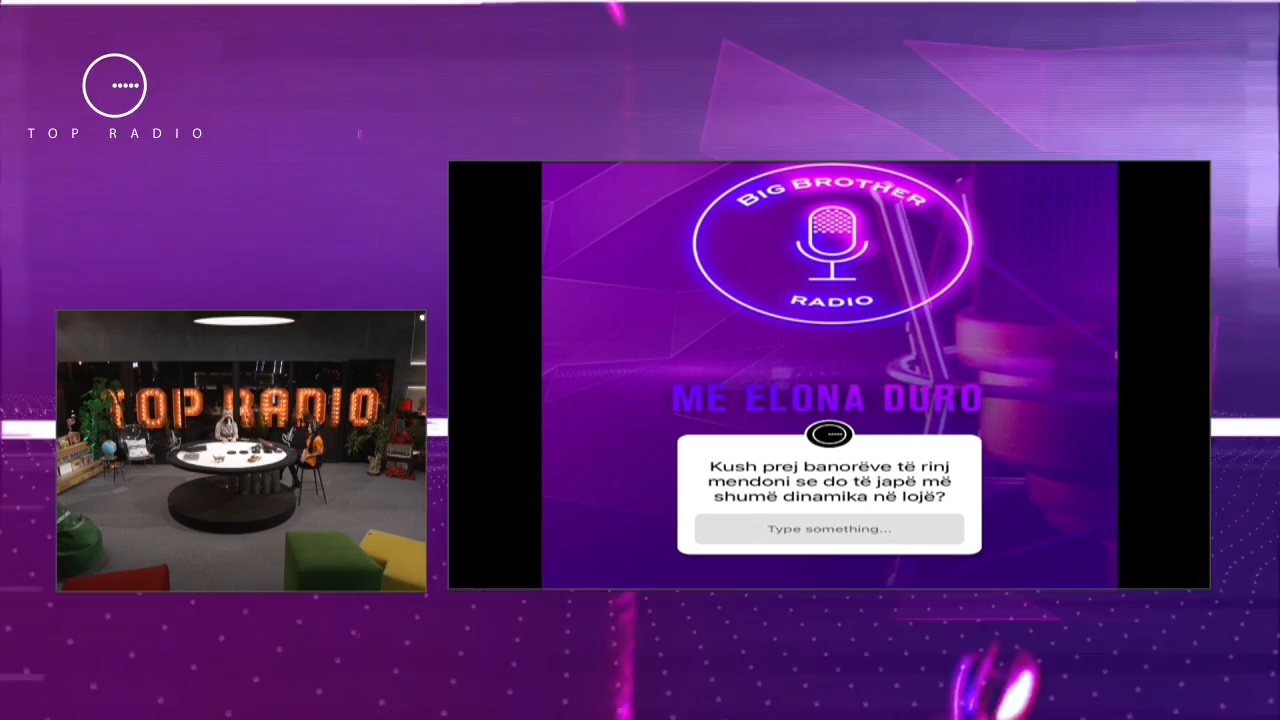 TOP RADIO
BIG BROTHER
RADIO
ME ELONA DURO
TOP RADIO
Kush prej banorëve të rinj
mendoni se do të japë më
shumë dinamika në lojë?
Type something...